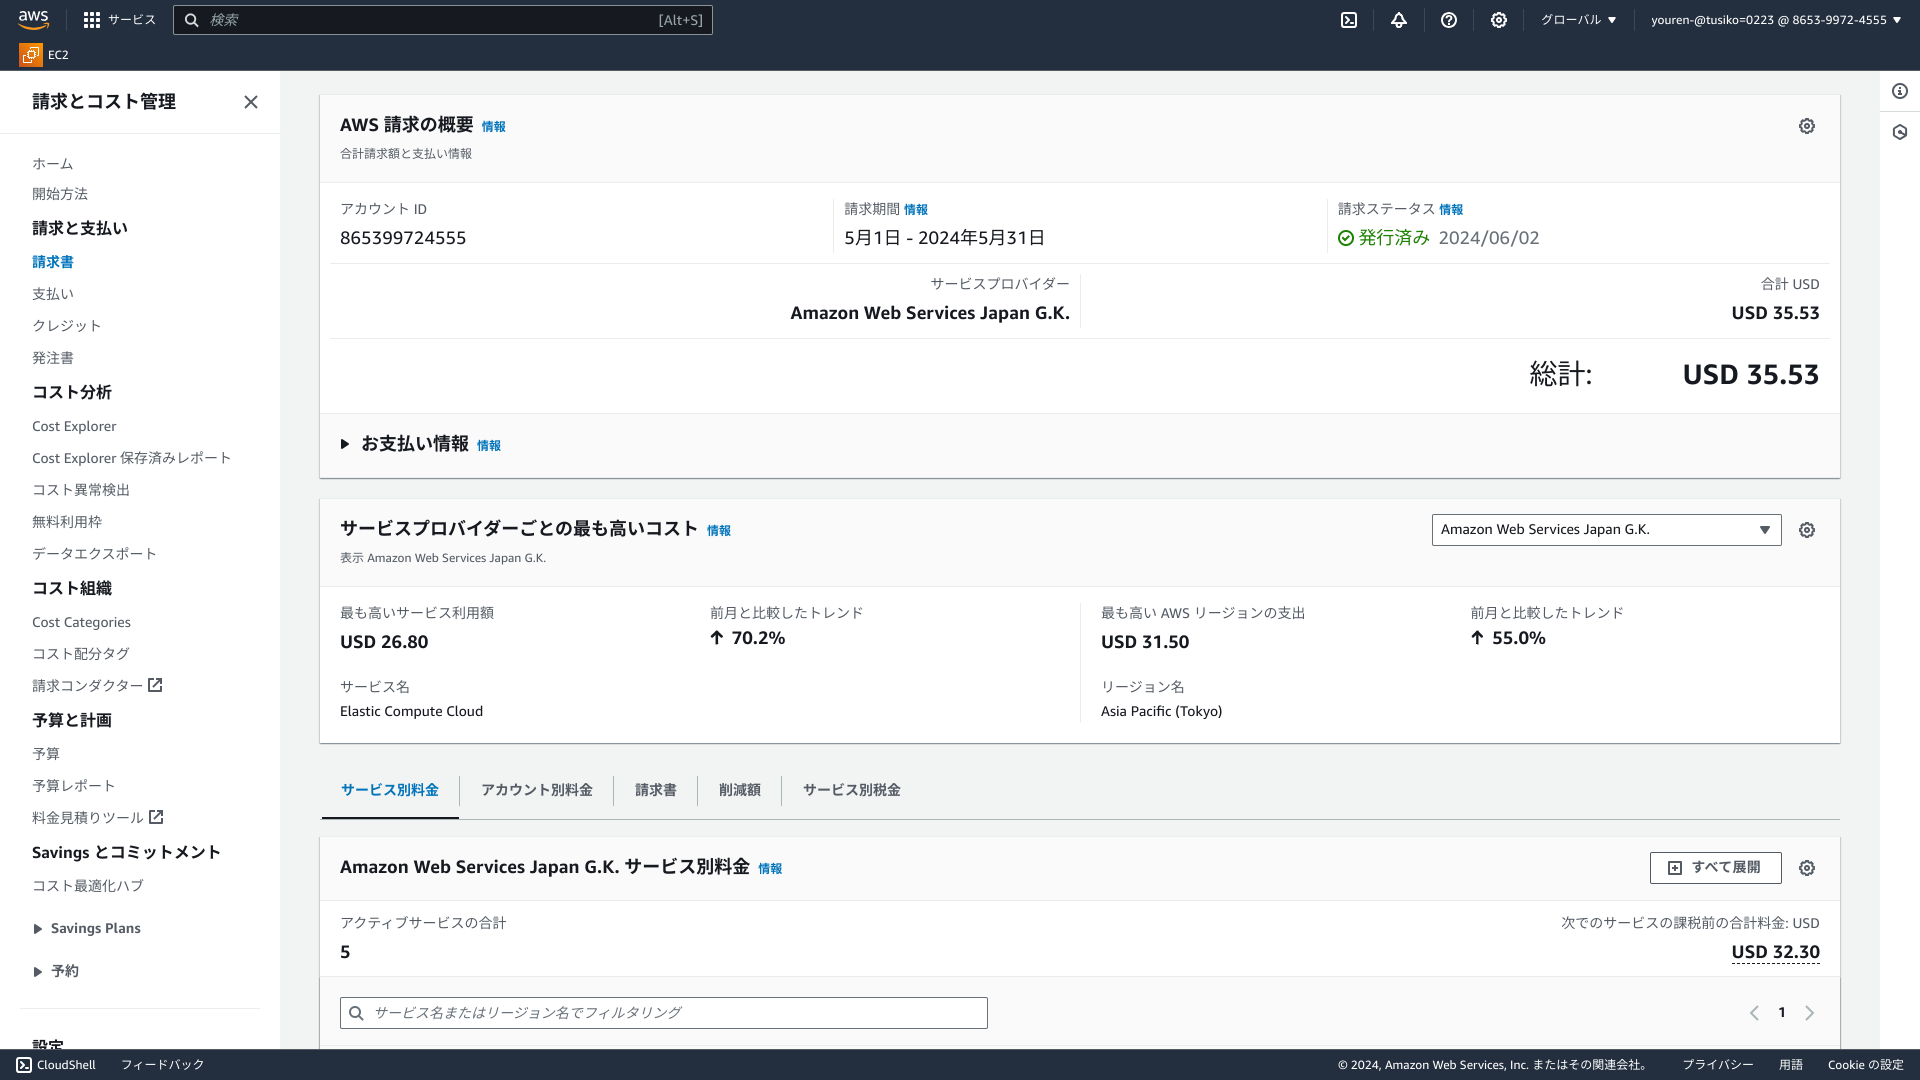 aws
サービス
検索
[Alt+S]
グローバル ▼
youren-@tusiko=0223 @ 8653-9972-4555 ▼
EC2
請求とコスト管理
ホーム
開始方法
請求と支払い
請求書
支払い
クレジット
発注書
コスト分析
Cost Explorer
Cost Explorer 保存済みレポート
コスト異常検出
無料利用枠
データエクスポート
コスト組織
Cost Categories
コスト配分タグ
請求コンダクター
予算と計画
予算
予算レポート
料金見積りツール
Savings とコミットメント
コスト最適化ハブ
Savings Plans
予約
設定
AWS 請求の概要 情報
合計請求額と支払い情報
アカウント ID
865399724555
請求期間 情報
5月1日 - 2024年5月31日
請求ステータス 情報
発行済み 2024/06/02
サービスプロバイダー
Amazon Web Services Japan G.K.
合計 USD
USD 35.53
総計: USD 35.53
お支払い情報 情報
サービスプロバイダーごとの最も高いコスト 情報
表示 Amazon Web Services Japan G.K.
Amazon Web Services Japan G.K.
最も高いサービス利用額
USD 26.80
前月と比較したトレンド
↑ 70.2%
サービス名
Elastic Compute Cloud
最も高い AWS リージョンの支出
USD 31.50
前月と比較したトレンド
↑ 55.0%
リージョン名
Asia Pacific (Tokyo)
サービス別料金
アカウント別料金
請求書
削減額
サービス別税金
Amazon Web Services Japan G.K. サービス別料金 情報
すべて展開
アクティブサービスの合計
5
次でのサービスの課税前の合計料金: USD
USD 32.30
サービス名またはリージョン名でフィルタリング
1
CloudShell
フィードバック
© 2024, Amazon Web Services, Inc. またはその関連会社。
プライバシー
用語
Cookie の設定